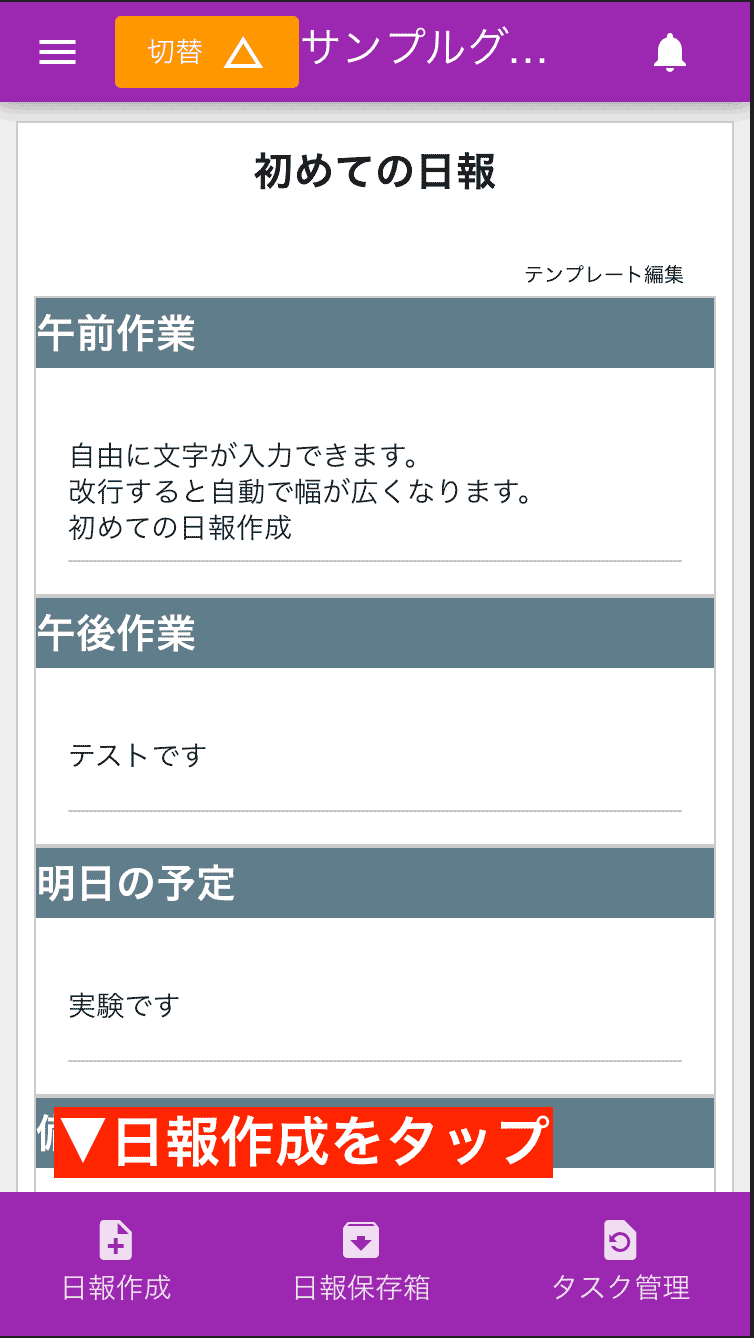 切替 サンプルグ...
初めての日報
テンプレート編集
午前作業
自由に文字が入力できます。
改行すると自動で幅が広くなります。
初めての日報作成
午後作業
テストです
明日の予定
実験です
▼日報作成をタップ
日報作成 日報保存箱 タスク管理